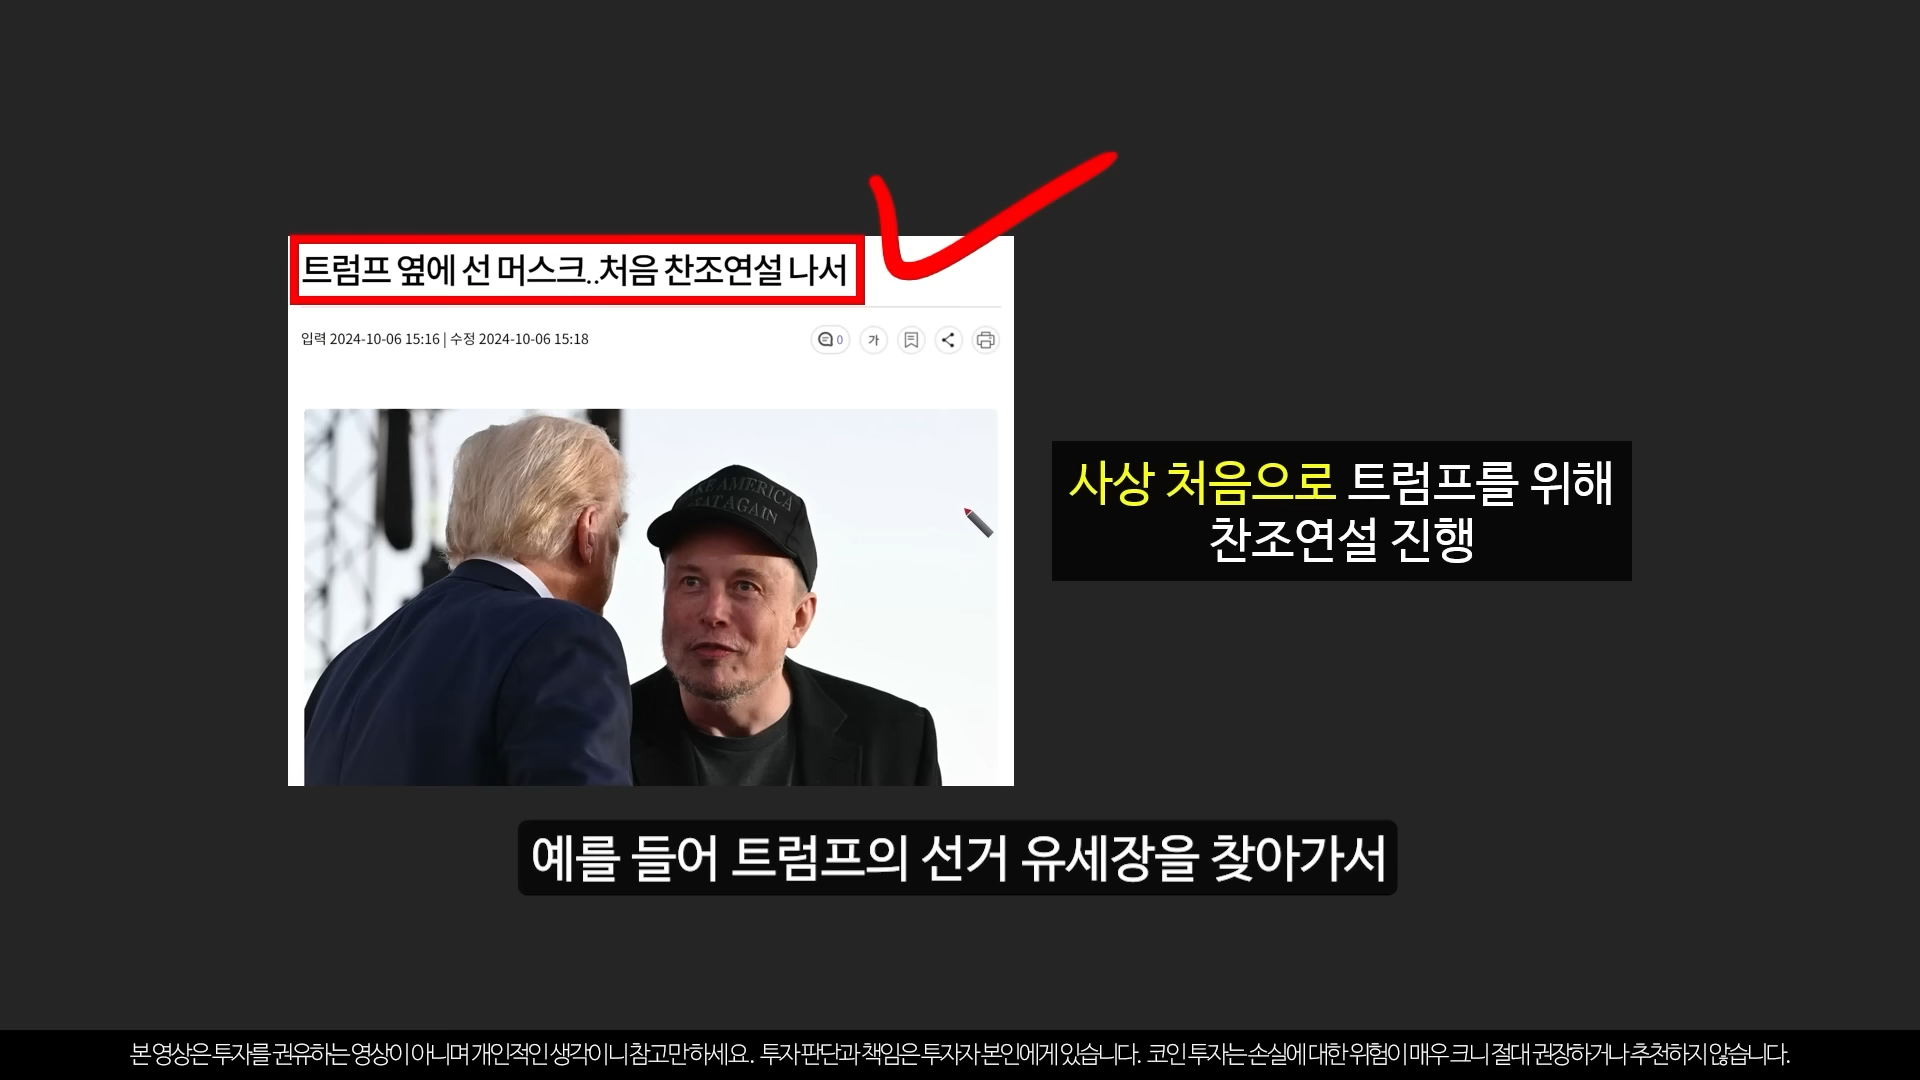 트럼프 옆에 선 머스크..처음 찬조연설 나서
입력 2024-10-06 15:16 | 수정 2024-10-06 15:18
0
가
AMERICA
AGAIN
사상 처음으로 트럼프를 위해
찬조연설 진행
예를 들어 트럼프의 선거 유세장을 찾아가서
본 영상은 투자를 권유하는 영상이 아니며 개인적인 생각이니 참고만 하세요. 투자 판단과 책임은 투자자 본인에게 있습니다. 코인 투자는 손실에 대한 위험이 매우 크니 절대 권장하거나 추천하지 않습니다.